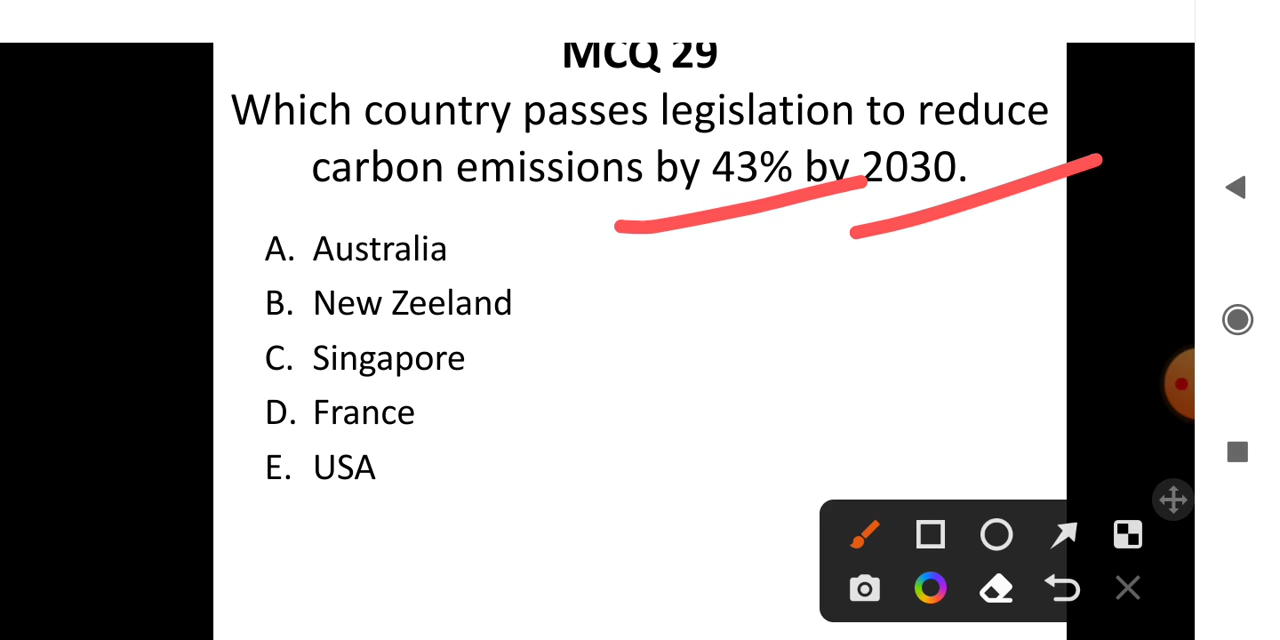 MCQ 29
Which country passes legislation to reduce
carbon emissions by 43% by 2030.
A. Australia
B. New Zeeland
C. Singapore
D. France
E. USA